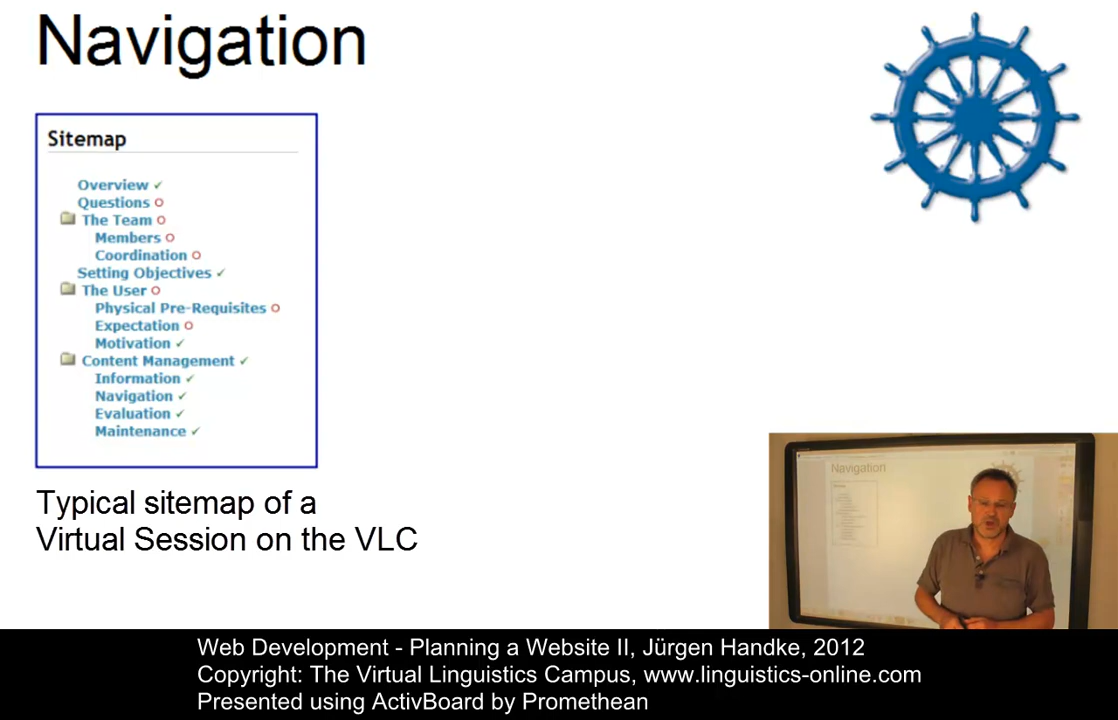 Navigation
Sitemap
Overview ✓
Questions O
The Team O
Members O
Coordination O
Setting Objectives ✓
The User O
Physical Pre-Requisites O
Expectation O
Motivation ✓
Content Management ✓
Information ✓
Navigation ✓
Evaluation ✓
Maintenance ✓
Typical sitemap of a
Virtual Session on the VLC
Navigation
Web Development - Planning a Website II, Jürgen Handke, 2012
Copyright: The Virtual Linguistics Campus, www.linguistics-online.com
Presented using ActivBoard by Promethean